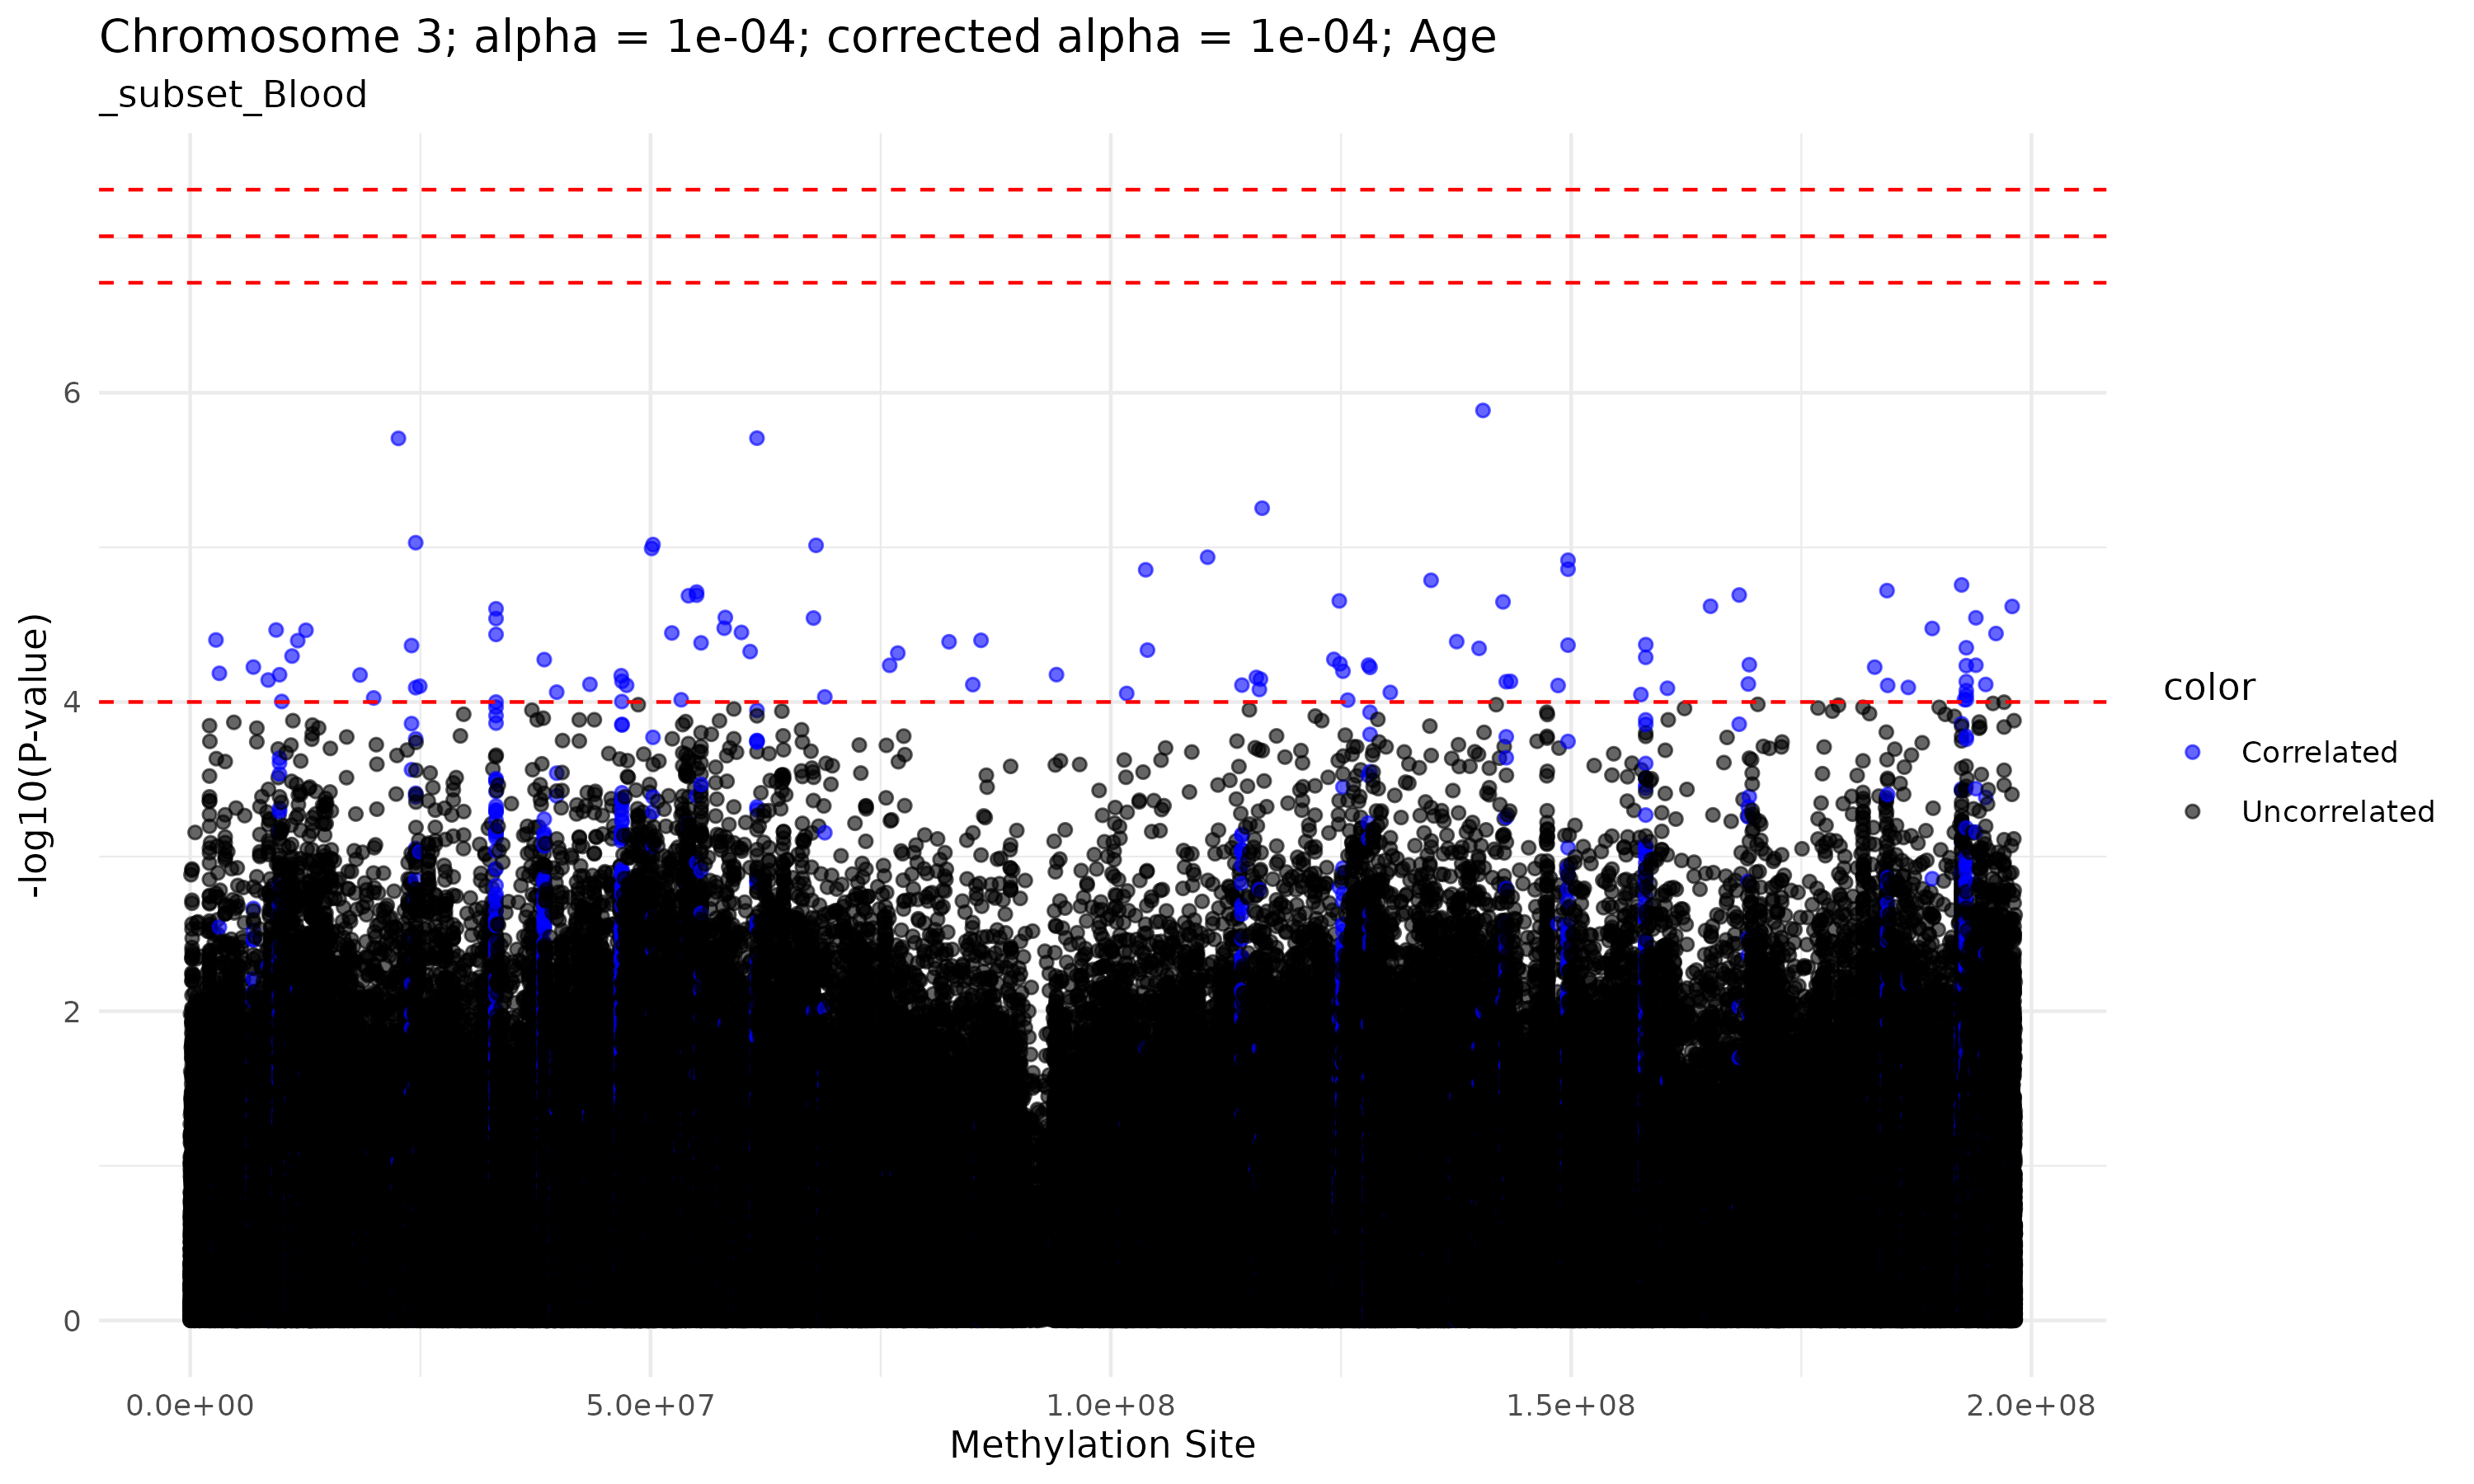 Chromosome 3; alpha = 1e-04; corrected alpha = 1e-04; Age
_subset_Blood
-log10(P-value)
6
4
2
0
0.0e+00
5.0e+07
1.0e+08
1.5e+08
2.0e+08
Methylation Site
color
Correlated
Uncorrelated